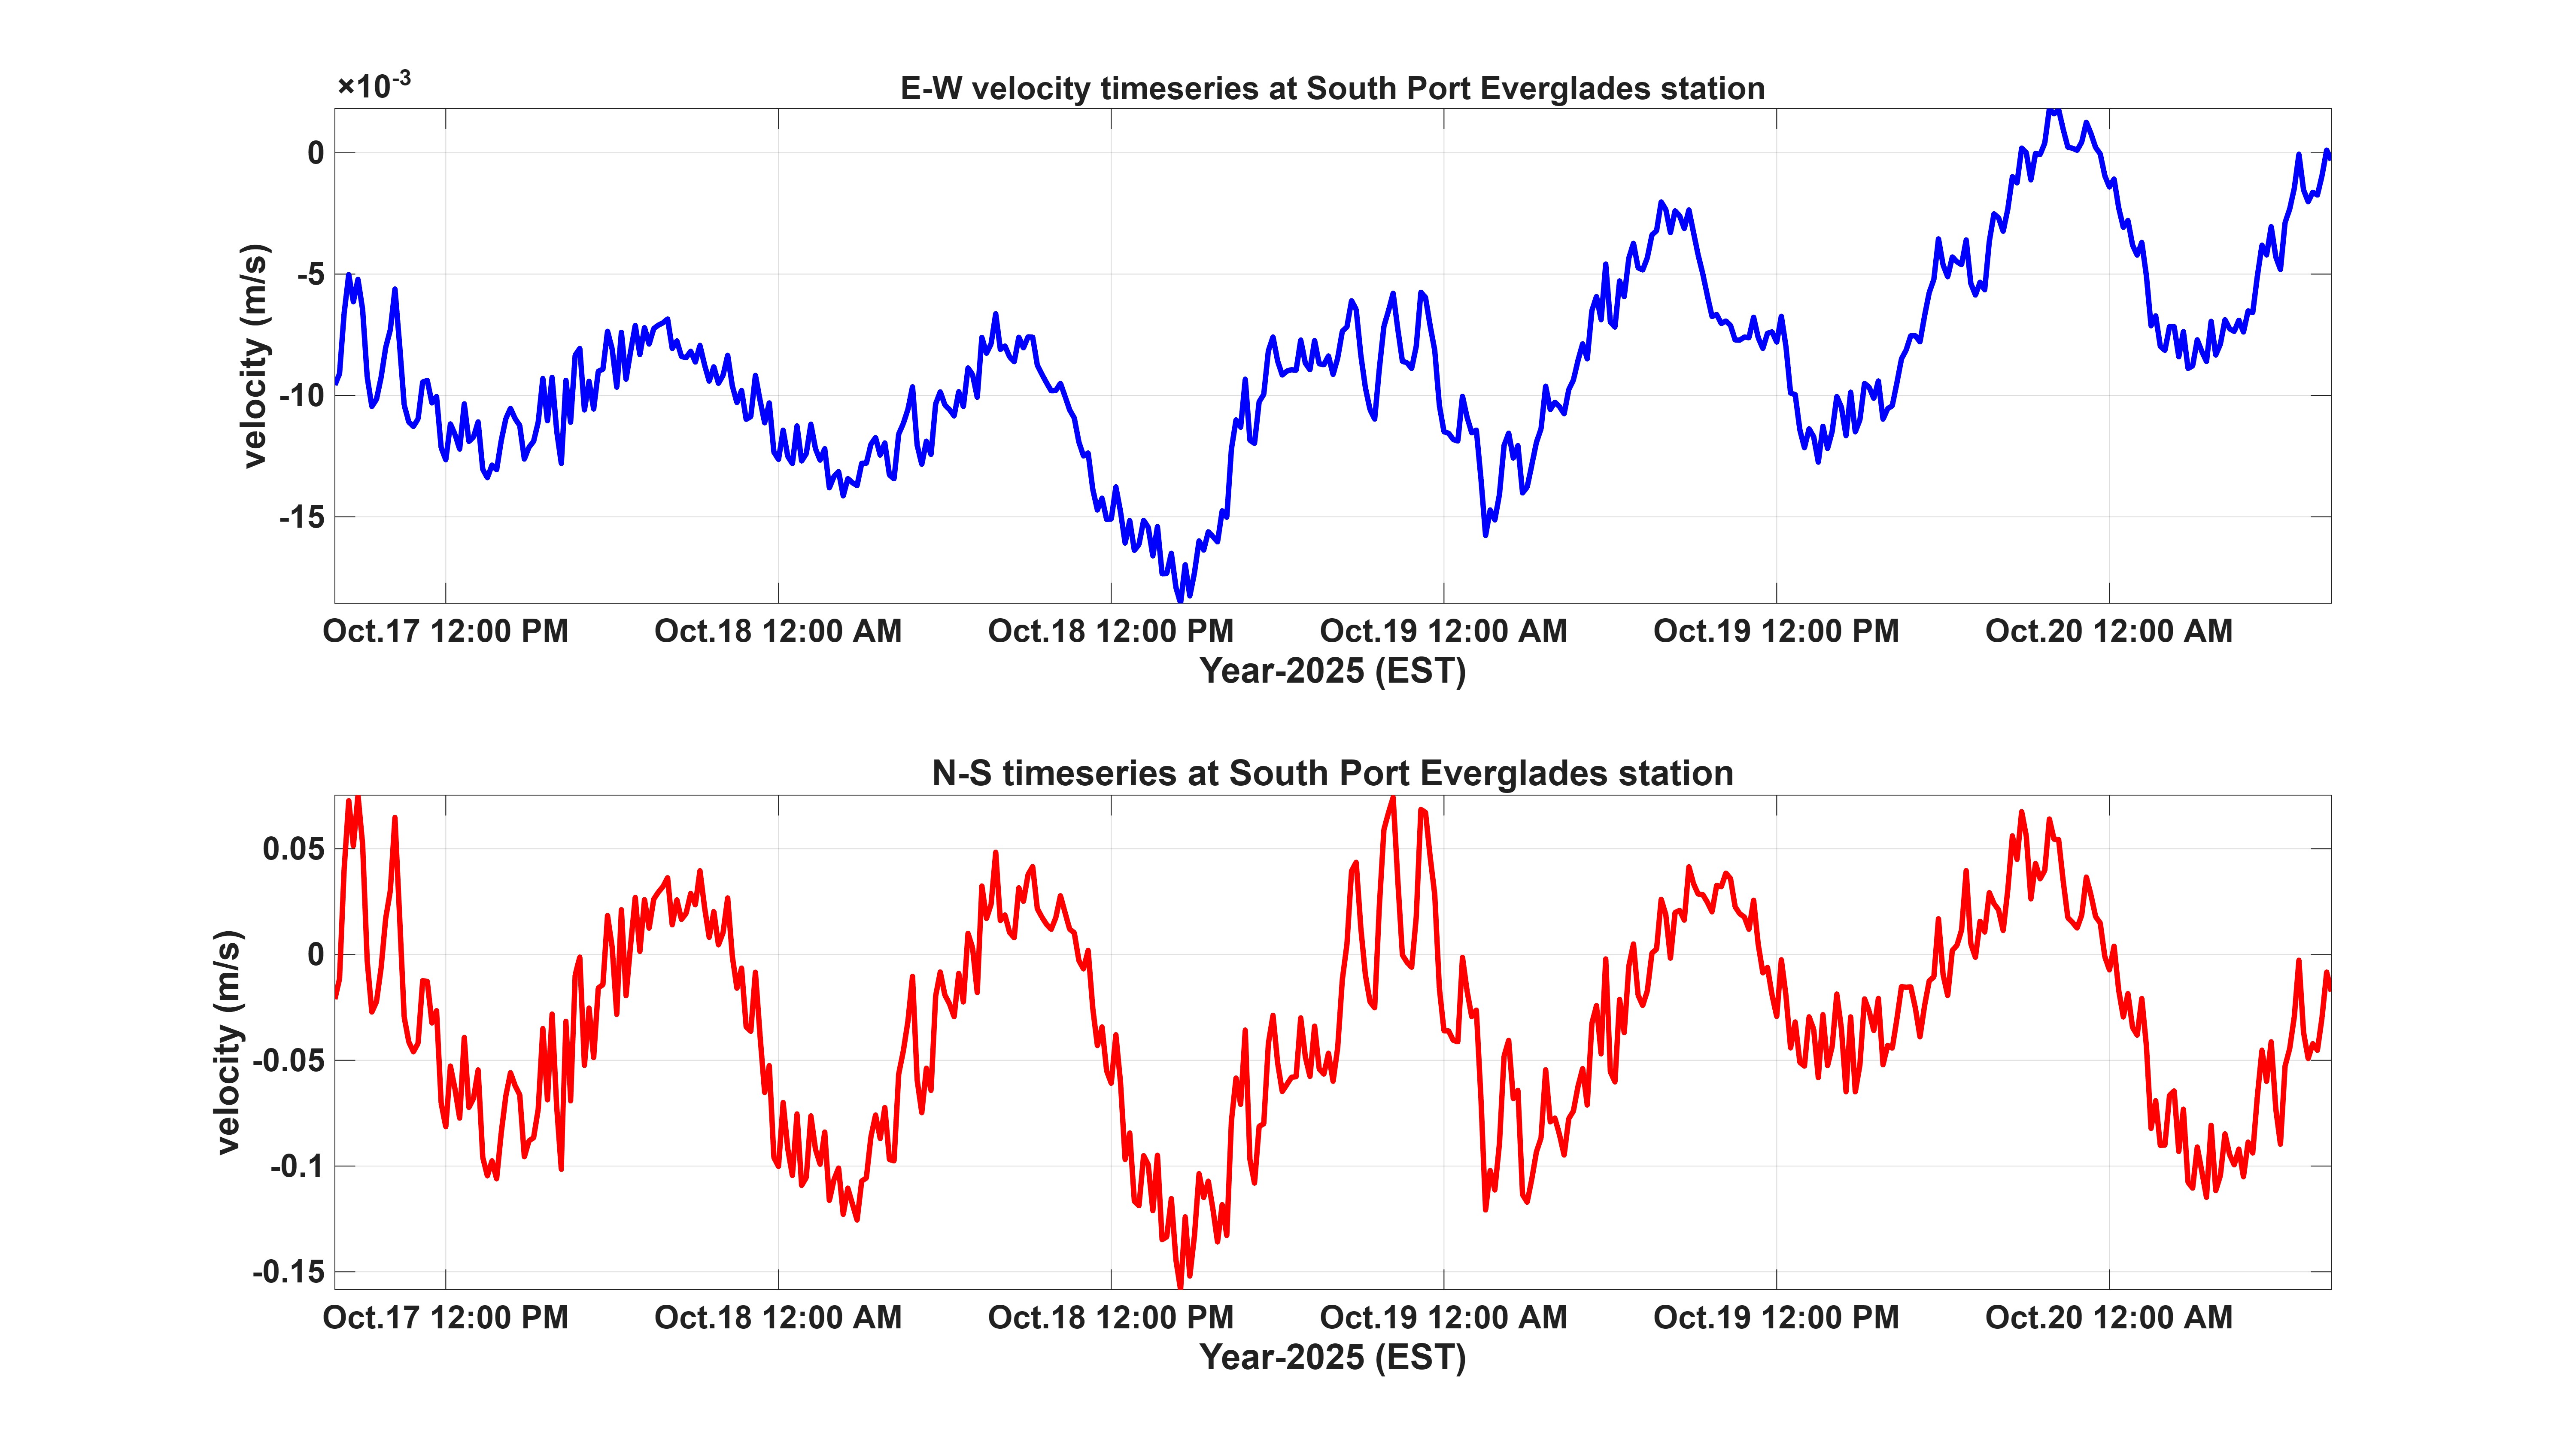 ×10-3
E-W velocity timeseries at South Port Everglades station
0
-5
-10
-15
velocity (m/s)
Oct.17 12:00 PM Oct.18 12:00 AM Oct.18 12:00 PM Oct.19 12:00 AM Oct.19 12:00 PM Oct.20 12:00 AM
Year-2025 (EST)
N-S timeseries at South Port Everglades station
0.05
0
-0.05
-0.1
-0.15
velocity (m/s)
Oct.17 12:00 PM Oct.18 12:00 AM Oct.18 12:00 PM Oct.19 12:00 AM Oct.19 12:00 PM Oct.20 12:00 AM
Year-2025 (EST)